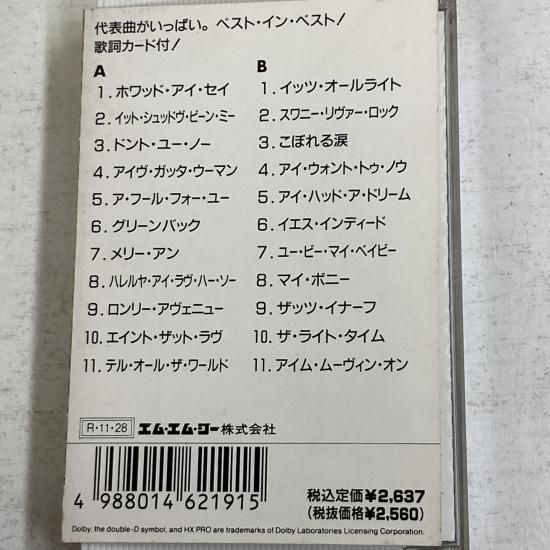 代表曲がいっぱい。ベスト・イン・ベスト!
歌詞カード付!
A
1. ホワッド・アイ・セイ
2. イット・シュッドヴ・ビーン・ミー
3. ドント・ユー・ノー
4. アイヴ・ガッタ・ウーマン
5. ア・フール・フォー・ユー
6. グリーンバック
7. メリー・アン
8. ハレルヤ・アイ・ラヴ・ハー・ソー
9. ロンリー・アヴェニュー
10. エイント・ザット・ラヴ
11. テル・オール・ザ・ワールド
B
1. イッツ・オールライト
2. スワニー・リヴァー・ロック
3. こぼれる涙
4. アイ・ウォント・トゥ・ノウ
5. アイ・ハッド・ア・ドリーム
6. イエス・インディード
7. ユー・ビー・マイ・ベイビー
8. マイ・ボニー
9. ザッツ・イナーフ
10. ザ・ライト・タイム
11. アイム・ムーヴィン・オン
R・11・28 エム・エム・ジー株式会社
4 988014 621915
税込定価¥2,637
(税抜価格¥2,560)
Dolby, the double-D symbol, and HX PRO are trademarks of Dolby Laboratories Licensing Corporation.